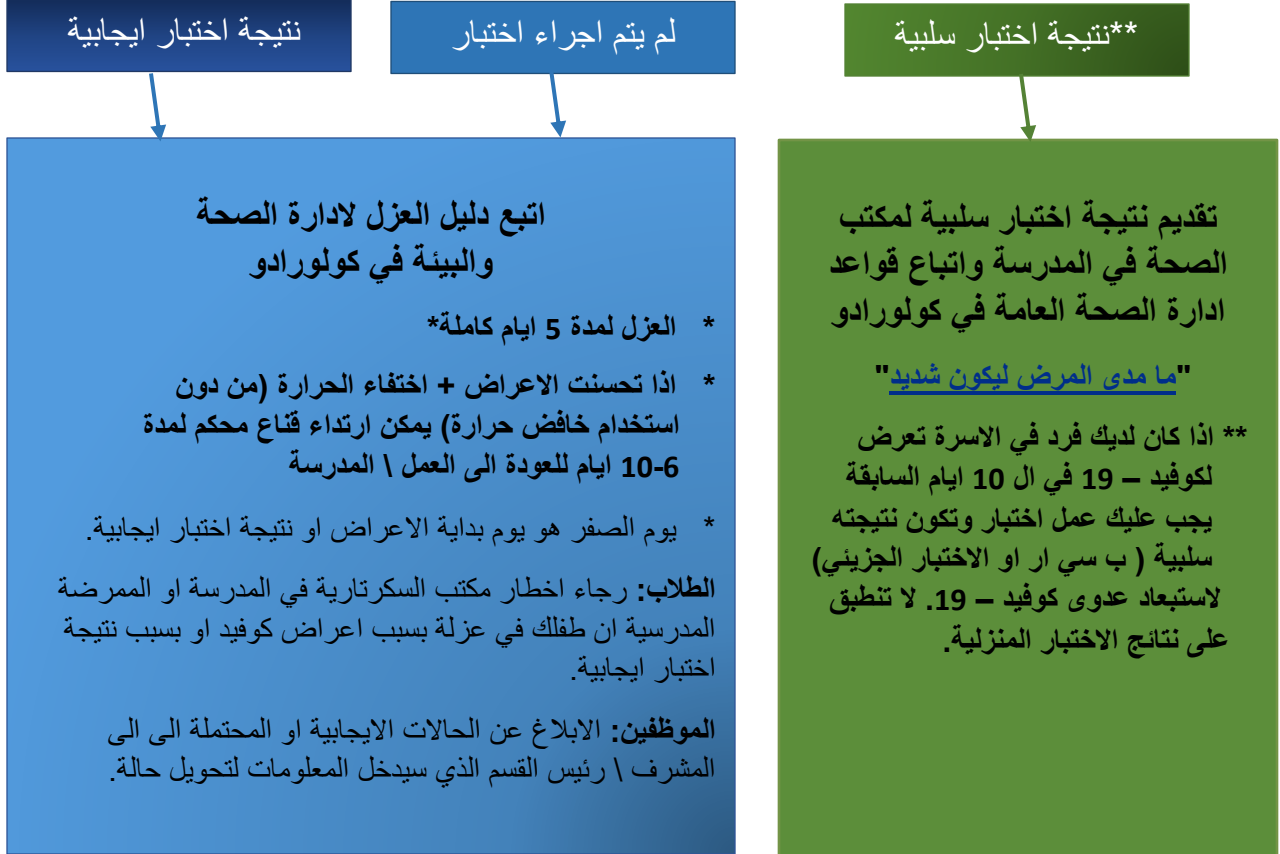 **نتيجة اختبار سلبية
لم يتم اجراء اختبار
نتيجة اختبار ايجابية
تقديم نتيجة اختبار سلبية لمكتب
الصحة في المدرسة واتباع قواعد
ادارة الصحة العامة في كولورادو
"ما مدى المرض ليكون شديد"
** اذا كان لديك فرد في الاسرة تعرض
لكوفيد – 19 في ال 10 ايام السابقة
يجب عليك عمل اختبار وتكون نتيجته
سلبية ( ب سي ار او الاختبار الجزيئي)
لاستبعاد عدوى كوفيد – 19. لا تنطبق
على نتائج الاختبار المنزلية.
اتبع دليل العزل لادارة الصحة
والبيئة في كولورادو
* العزل لمدة 5 ايام كاملة*
* اذا تحسنت الاعراض + اختفاء الحرارة (من دون
استخدام خافض حرارة) يمكن ارتداء قناع محكم لمدة
10-6 ايام للعودة الى العمل \ المدرسة
* يوم الصفر هو يوم بداية الاعراض او نتيجة اختبار ايجابية.
الطلاب: رجاء اخطار مكتب السكرتارية في المدرسة او الممرضة
المدرسية ان طفلك في عزلة بسبب اعراض كوفيد او بسبب نتيجة
اختبار ايجابية.
الموظفين: الابلاغ عن الحالات الايجابية او المحتملة الى الى
المشرف \ رئيس القسم الذي سيدخل المعلومات لتحويل حالة.